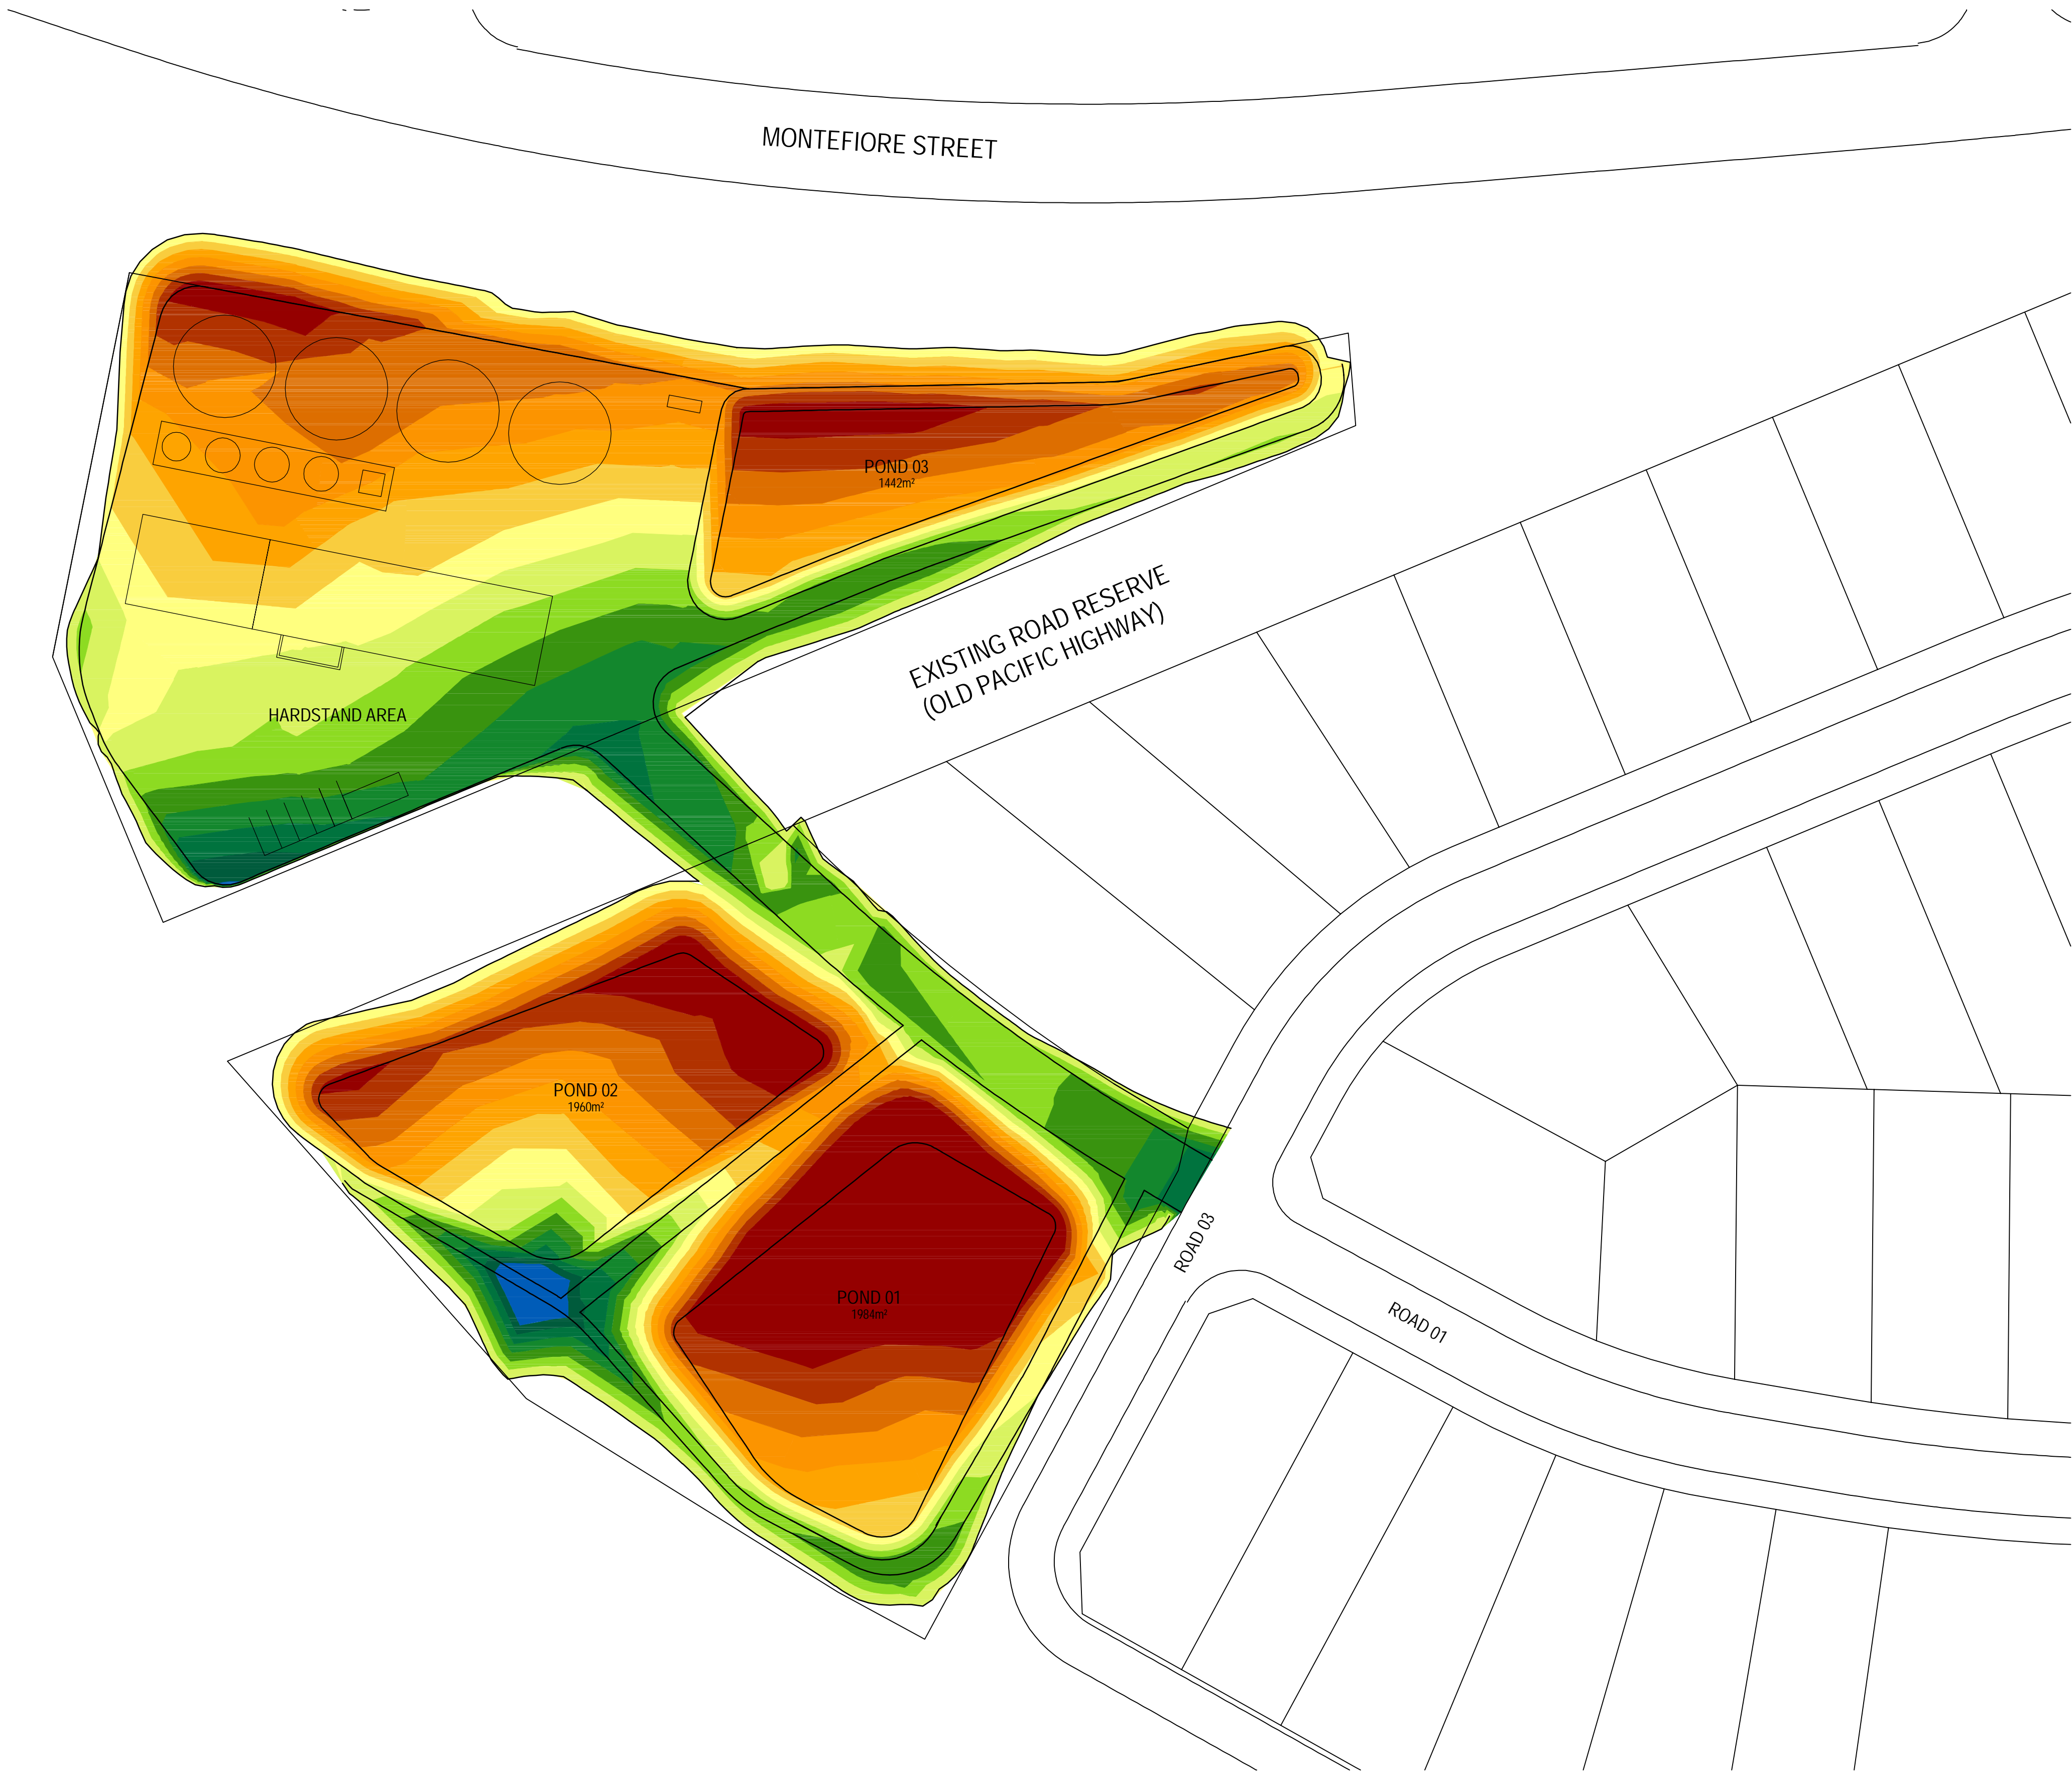 MONTEFIORE STREET
POND 03
1442m²
EXISTING ROAD RESERVE
(OLD PACIFIC HIGHWAY)
HARDSTAND AREA
POND 02
1960m²
POND 01
1984m²
ROAD 03
ROAD 01